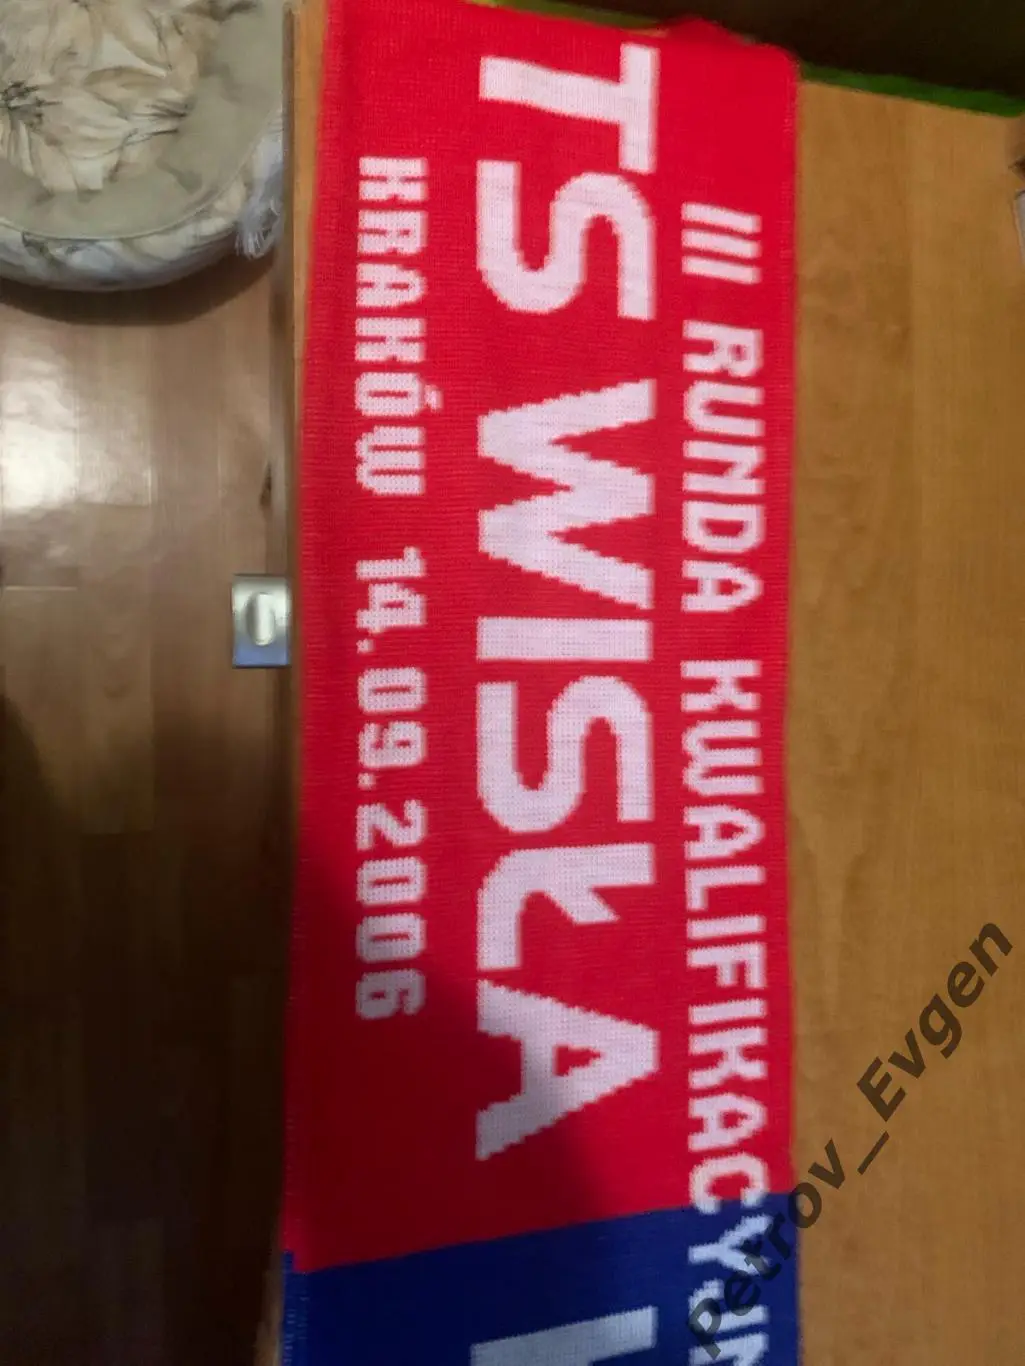 III RUNDA KWALIFIKACYJN
TS WISŁA
KRAKÓW 14.09.2006
Petrov_Evgen